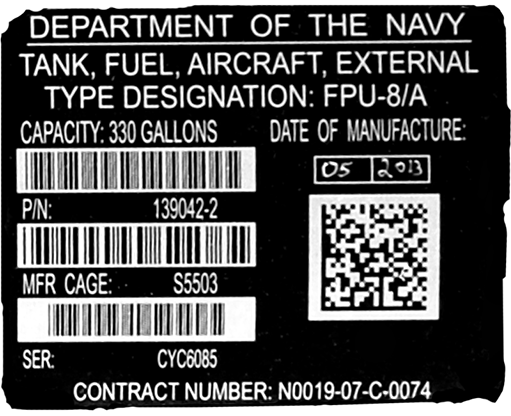 DEPARTMENT OF THE NAVY
TANK, FUEL, AIRCRAFT, EXTERNAL
TYPE DESIGNATION: FPU-8/A
CAPACITY: 330 GALLONS
DATE OF MANUFACTURE:
05 2013
P/N: 139042-2
MFR CAGE: S5503
SER: CYC6085
CONTRACT NUMBER: N0019-07-C-0074